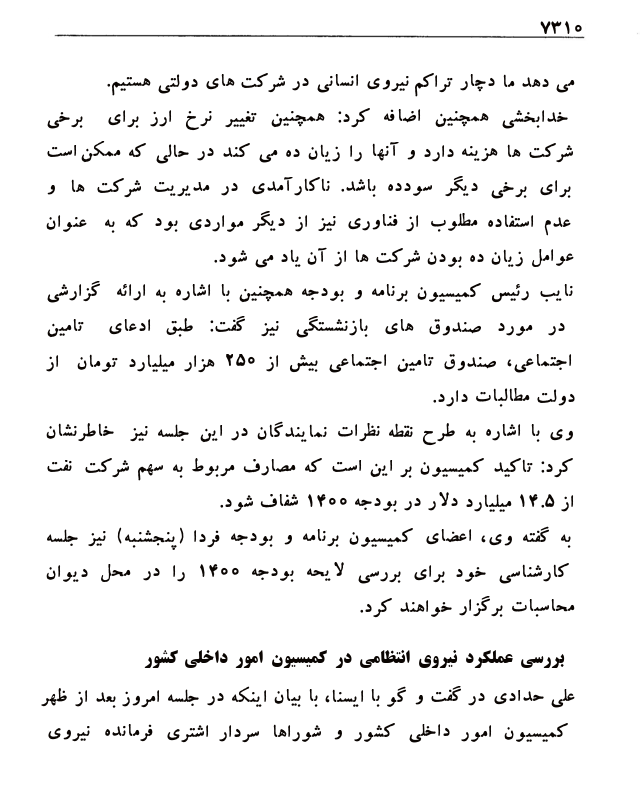 ۷۳۱۰
می دهد ما دچار تراکم نیروی انسانی در شرکت های دولتی هستیم.
خدابخشی همچنین اضافه کرد: همچنین تغییر نرخ ارز برای برخی
شرکت ها هزینه دارد و آنها را زیان ده می کند در حالی که ممکن است
برای برخی دیگر سودده باشد. ناکارآمدی در مدیریت شرکت ها و
عدم استفاده مطلوب از فناوری نیز از دیگر مواردی بود که به عنوان
عوامل زیان ده بودن شرکت ها از آن یاد می شود.
نایب رئیس کمیسیون برنامه و بودجه همچنین با اشاره به ارائه گزارشی
در مورد صندوق های بازنشستگی نیز گفت: طبق ادعای تامین
اجتماعی، صندوق تامین اجتماعی بیش از ۲۵۰ هزار میلیارد تومان از
دولت مطالبات دارد.
وی با اشاره به طرح نقطه نظرات نمایندگان در این جلسه نیز خاطرنشان
کرد: تاکید کمیسیون بر این است که مصارف مربوط به سهم شرکت نفت
از ۱۴.۵ میلیارد دلار در بودجه ۱۴۰۰ شفاف شود.
به گفته وی، اعضای کمیسیون برنامه و بودجه فردا (پنجشنبه) نیز جلسه
کارشناسی خود برای بررسی لایحه بودجه ۱۴۰۰ را در محل دیوان
محاسبات برگزار خواهند کرد.
بررسی عملکرد نیروی انتظامی در کمیسیون امور داخلی کشور
علی حدادی در گفت و گو با ایسنا، با بیان اینکه در جلسه امروز بعد از ظهر
کمیسیون امور داخلی کشور و شوراها سردار اشتری فرمانده نیروی